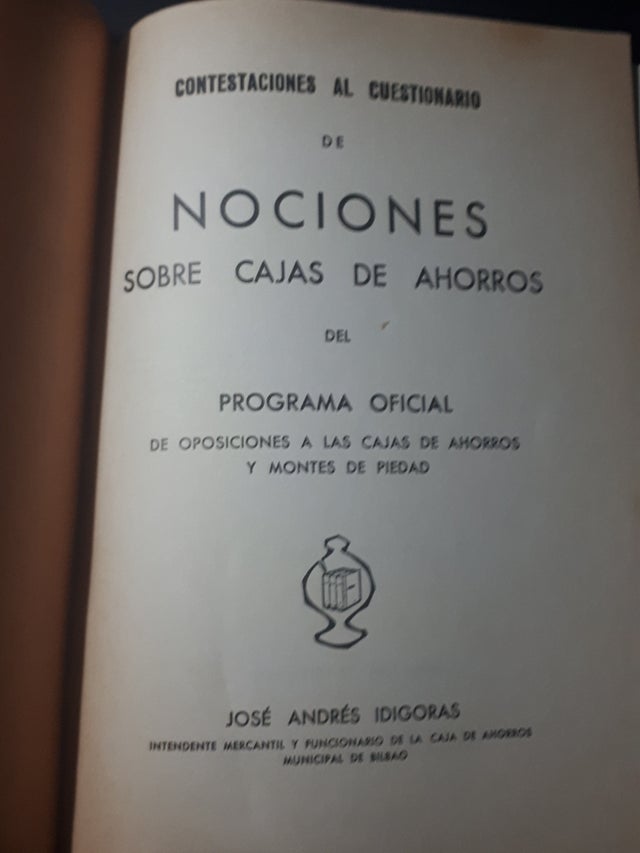 CONTESTACIONES AL CUESTIONARIO
DE
NOCIONES
SOBRE CAJAS DE AHORROS
DEL
PROGRAMA OFICIAL
DE OPOSICIONES A LAS CAJAS DE AHORROS
Y MONTES DE PIEDAD
JOSÉ ANDRÉS IDIGORAS
INTENDENTE MERCANTIL Y FUNCIONARIO DE LA CAJA DE AHORROS
MUNICIPAL DE BILBAO